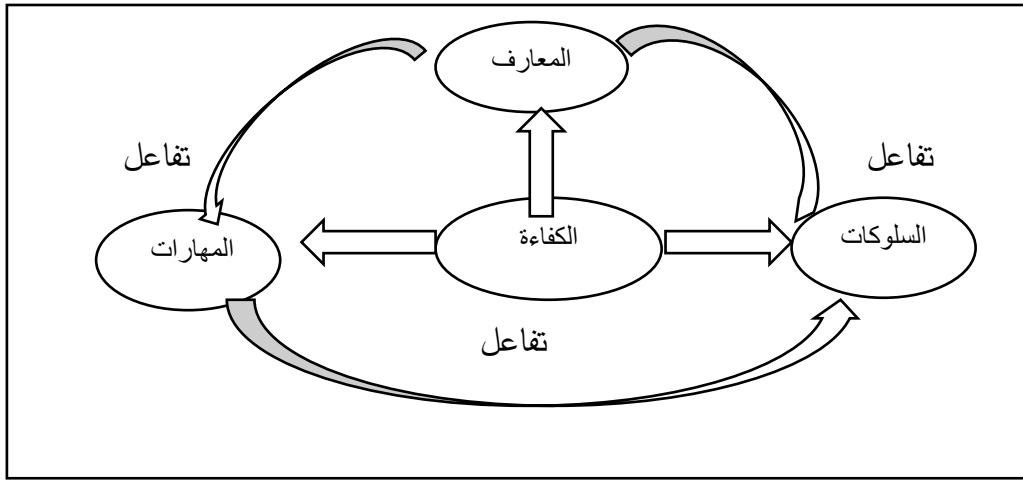 المعارف
تفاعل
تفاعل
السلوكات
الكفاءة
المهارات
تفاعل